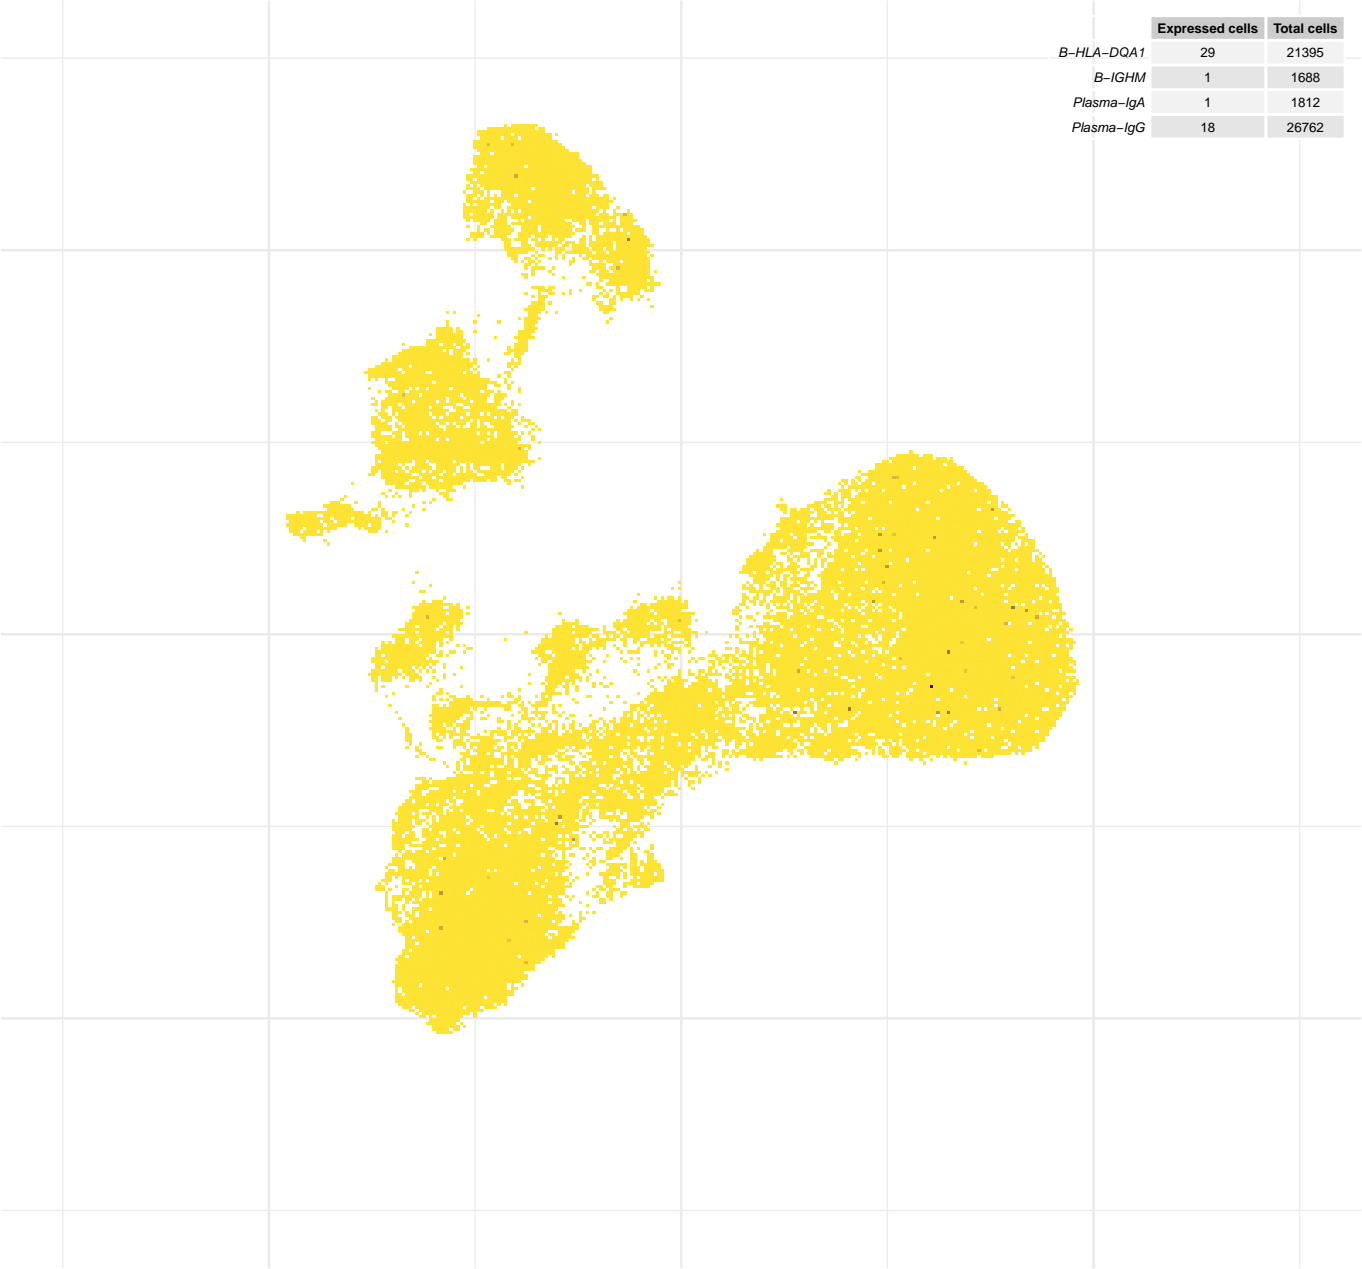 Expressed cells Total cells
B−HLA−DQA1 29 21395
B−IGHM 1 1688
Plasma−IgA 1 1812
Plasma−IgG 18 26762